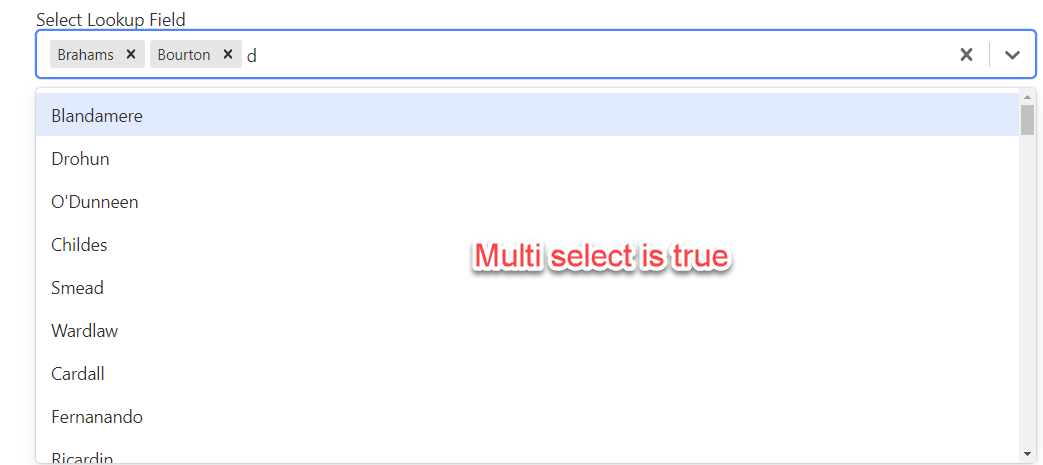 Select Lookup Field
Brahams Bourton d
Blandamere
Drohun
O'Dunneen
Childes
Multi select is true
Smead
Wardlaw
Cardall
Fernanando
Ricardin